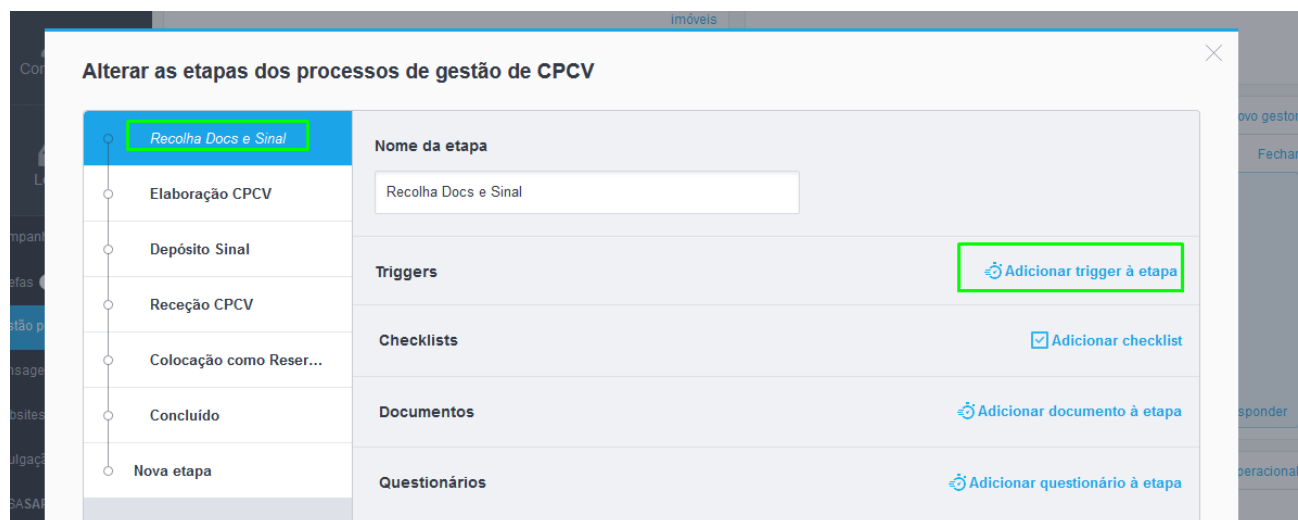 imóveis
Alterar as etapas dos processos de gestão de CPCV
Recolha Docs e Sinal
Elaboração CPCV
Depósito Sinal
Receção CPCV
Colocação como Reser...
Concluído
Nova etapa
Nome da etapa
Recolha Docs e Sinal
Triggers
Adicionar trigger à etapa
Checklists
Adicionar checklist
Documentos
Adicionar documento à etapa
Questionários
Adicionar questionário à etapa
Fechar